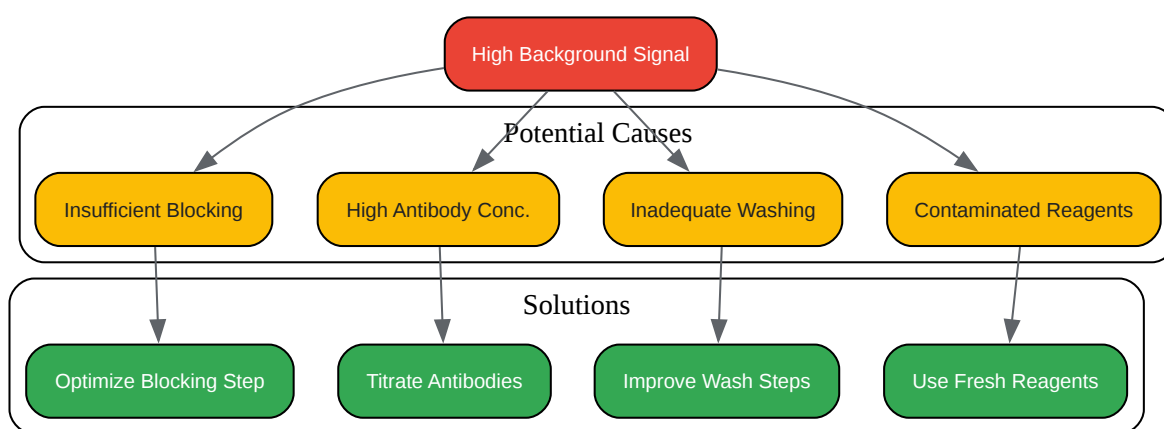 High Background Signal
Potential Causes
Insufficient Blocking
High Antibody Conc.
Inadequate Washing
Contaminated Reagents
Solutions
Optimize Blocking Step
Titrate Antibodies
Improve Wash Steps
Use Fresh Reagents